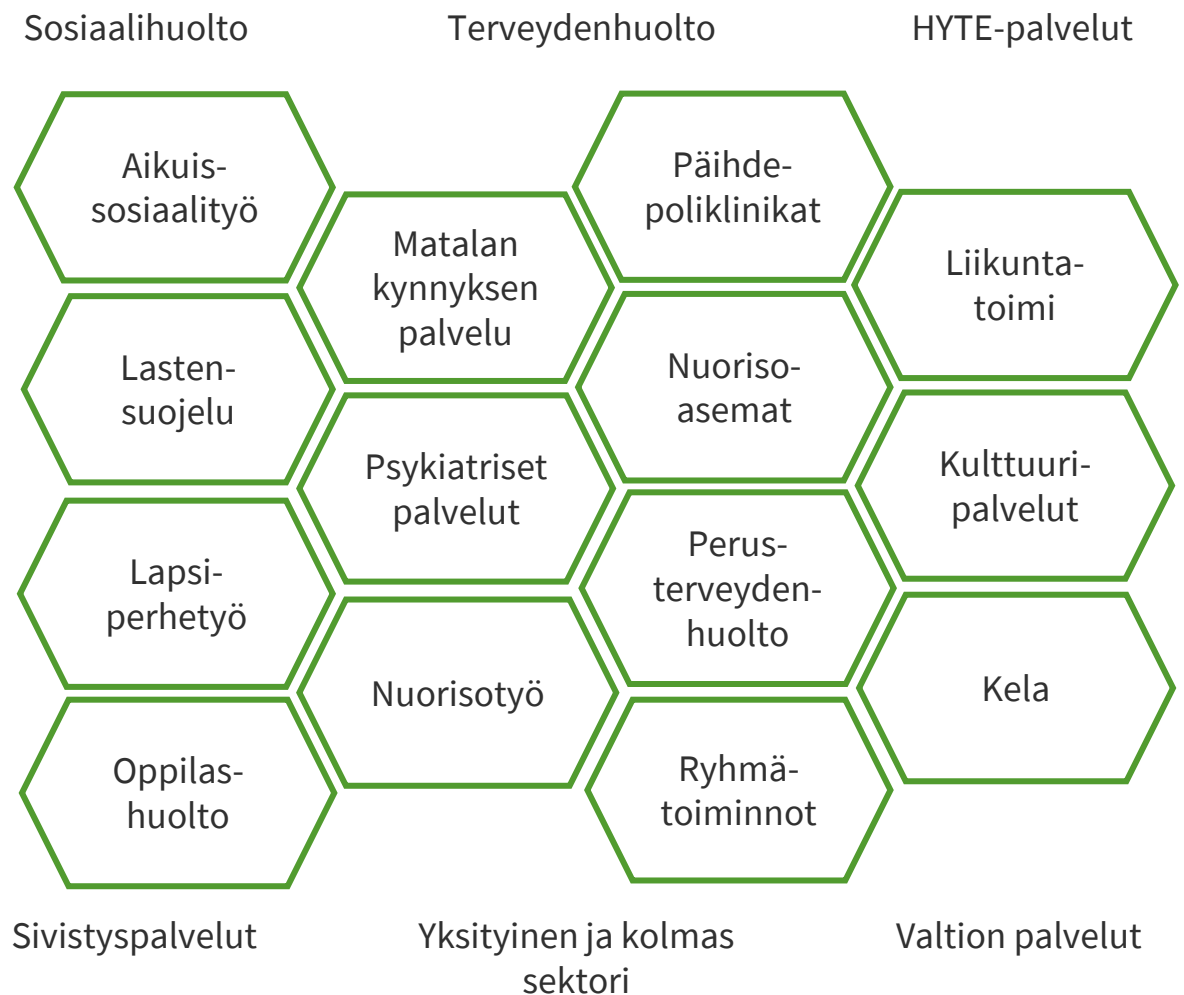 Sosiaalihuolto
Terveydenhuolto
HYTE-palvelut
Aikuis-
sosiaalityö
Päihde-
poliklinikat
Matalan
kynnyksen
palvelu
Liikunta-
toimi
Lasten-
suojelu
Nuoriso-
asemat
Psykiatriset
palvelut
Kulttuuri-
palvelut
Lapsi-
perhetyö
Perus-
terveyden-
huolto
Nuorisotyö
Kela
Oppilas-
huolto
Ryhmä-
toiminnot
Sivistyspalvelut
Yksityinen ja kolmas
sektori
Valtion palvelut